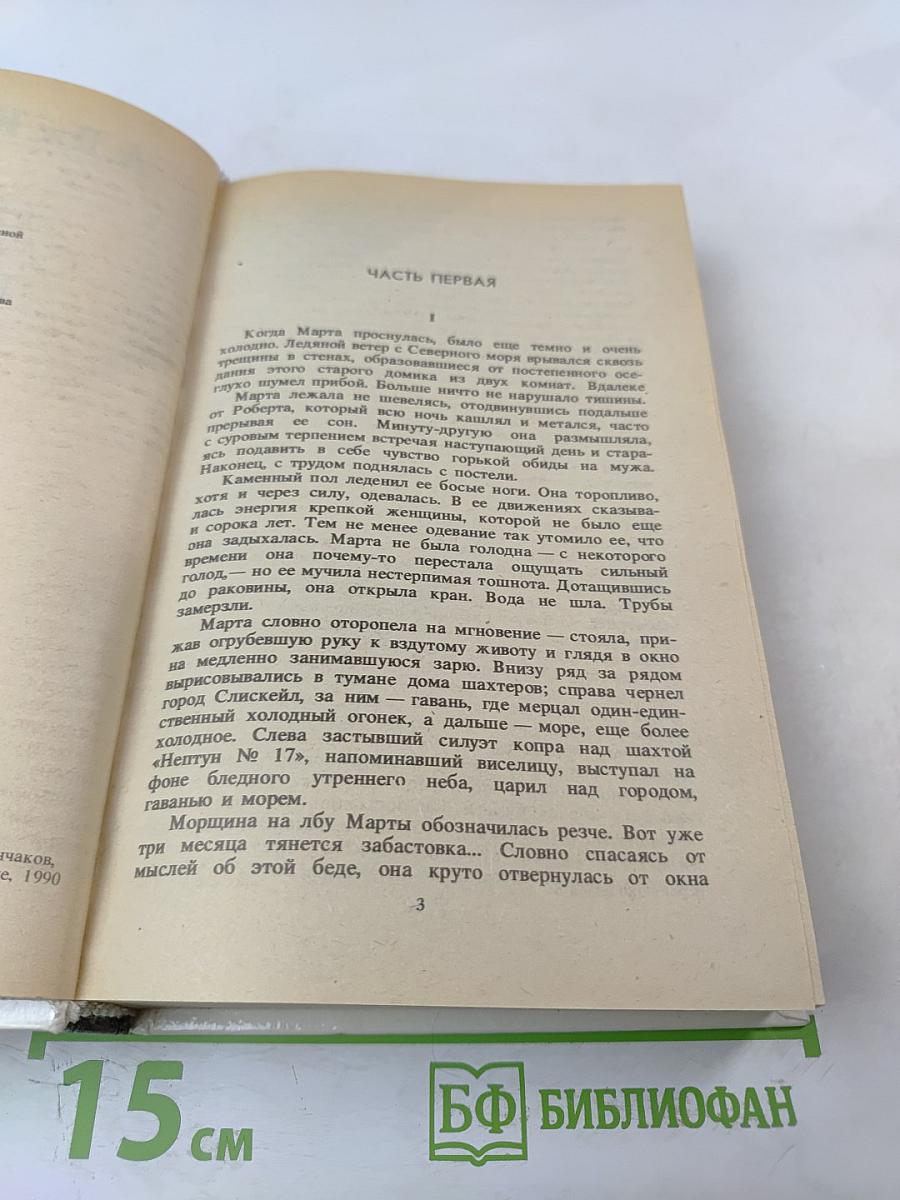 ной
ва
нчаков,
е, 1990
ЧАСТЬ ПЕРВАЯ
I
Когда Марта проснулась, было еще темно и очень
холодно. Ледяной ветер с Северного моря врывался сквозь
трещины в стенах, образовавшиеся от постепенного осе-
дания этого старого домика из двух комнат. Вдалеке
глухо шумел прибой. Больше ничто не нарушало тишины.
Марта лежала не шевелясь, отодвинувшись подальше
от Роберта, который всю ночь кашлял и метался, часто
прерывая ее сон. Минуту-другую она размышляла,
с суровым терпением встречая наступающий день и стара-
ясь подавить в себе чувство горькой обиды на мужа.
Наконец, с трудом поднялась с постели.
Каменный пол леденил ее босые ноги. Она торопливо,
хотя и через силу, одевалась. В ее движениях сказыва-
лась энергия крепкой женщины, которой не было еще
и сорока лет. Тем не менее одевание так утомило ее, что
она задыхалась. Марта не была голодна — с некоторого
времени она почему-то перестала ощущать сильный
голод,— но ее мучила нестерпимая тошнота. Дотащившись
до раковины, она открыла кран. Вода не шла. Трубы
замерзли.
Марта словно оторопела на мгновение — стояла, при-
жав огрубевшую руку к вздутому животу и глядя в окно
на медленно занимавшуюся зарю. Внизу ряд за рядом
вырисовывались в тумане дома шахтеров; справа чернел
город Слискейл, за ним — гавань, где мерцал один-един-
ственный холодный огонек, а дальше — море, еще более
холодное. Слева застывший силуэт копра над шахтой
«Нептун № 17», напоминавший виселицу, выступал на
фоне бледного утреннего неба, царил над городом,
гаванью и морем.
Морщина на лбу Марты обозначилась резче. Вот уже
три месяца тянется забастовка... Словно спасаясь от
мыслей об этой беде, она круто отвернулась от окна
3
15 см
БФ БИБЛИОФАН